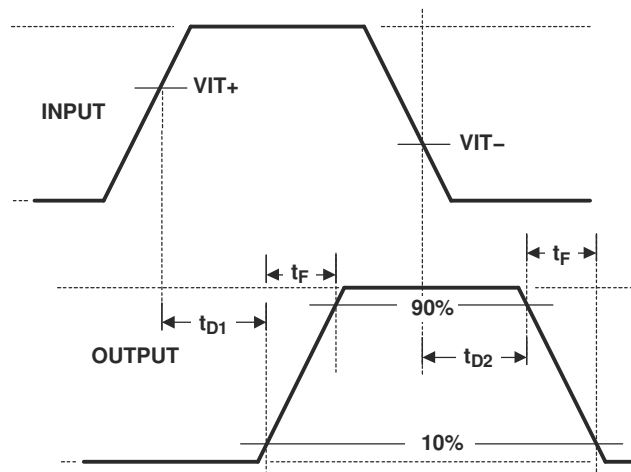 VIT+
INPUT
VIT–
tF
tF
90%
tD1
OUTPUT
tD2
10%